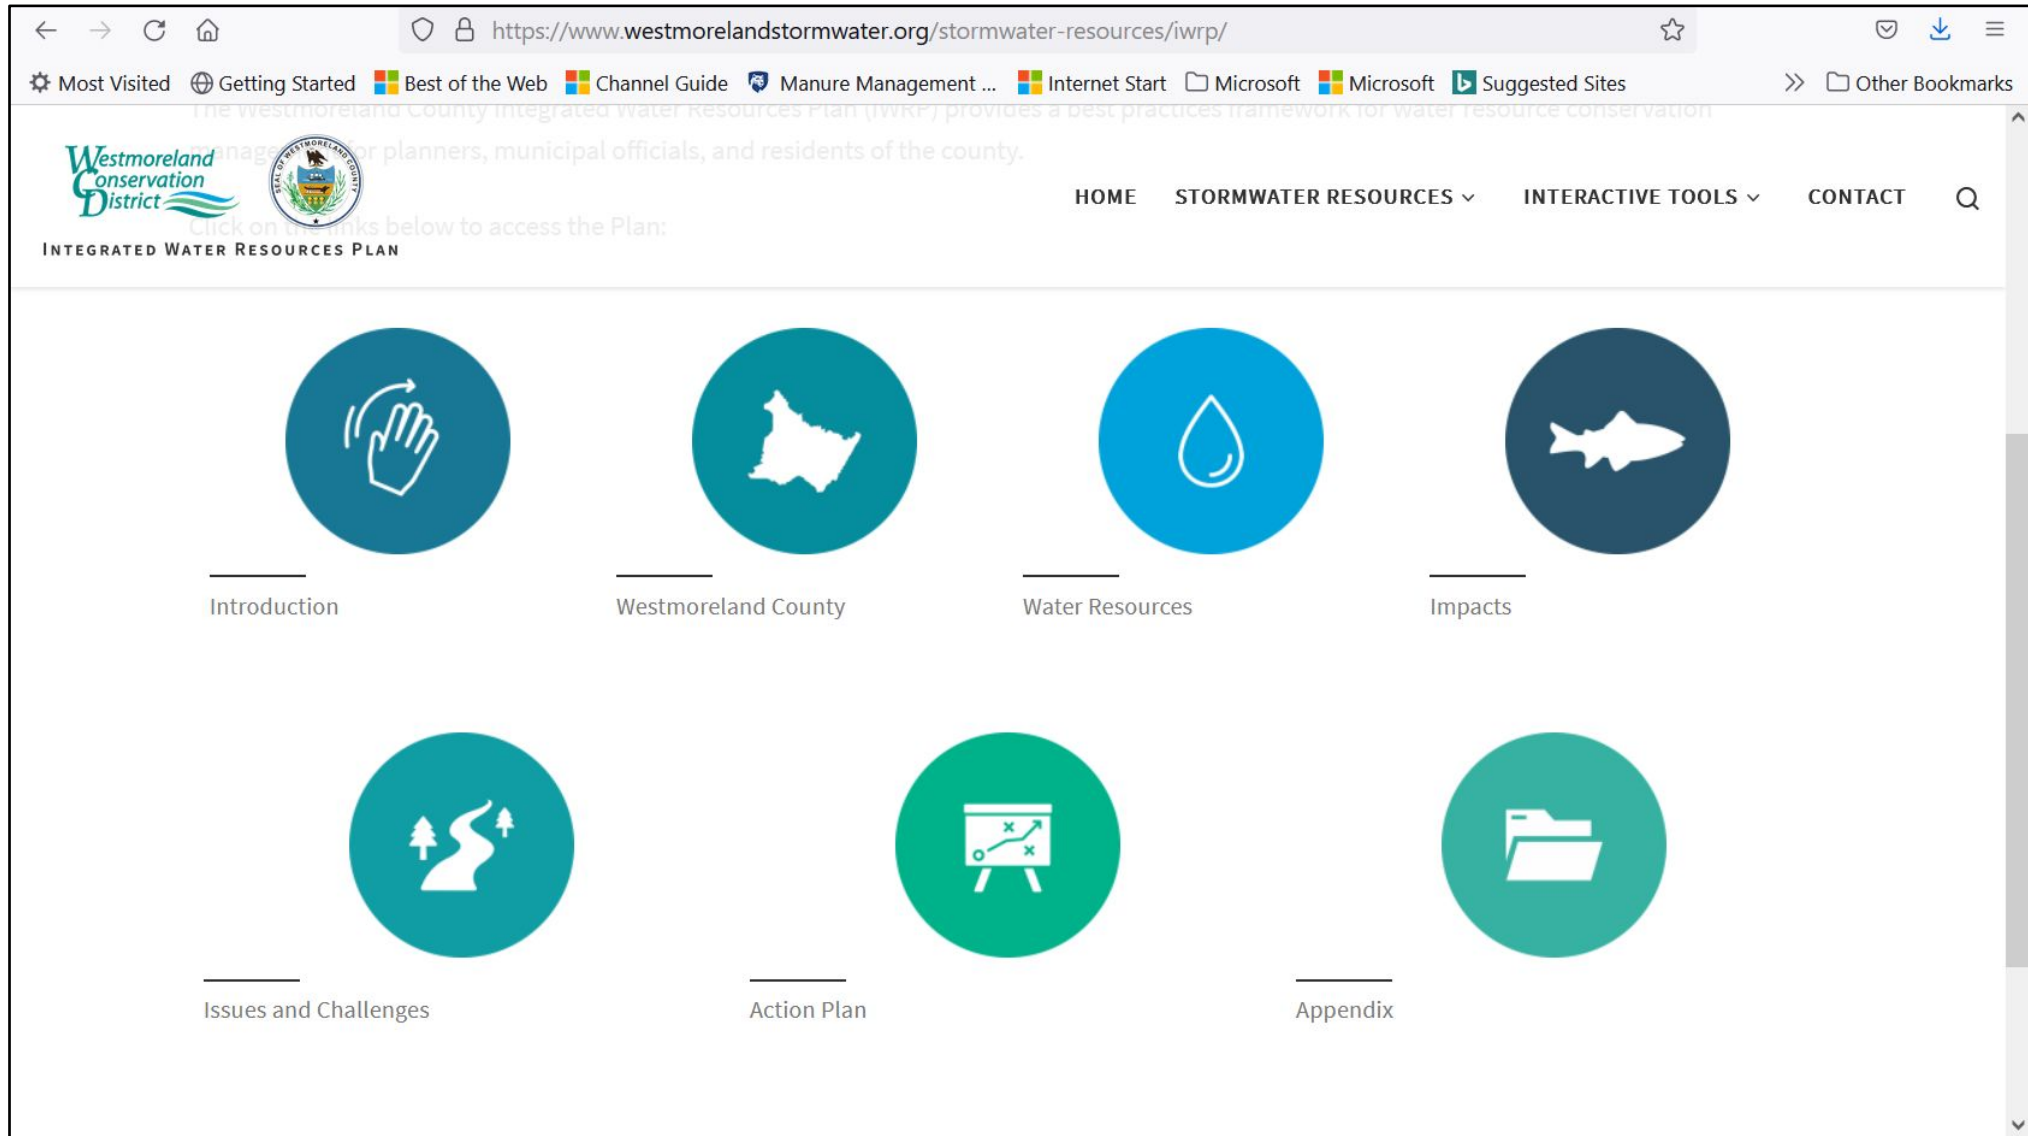 https://www.westmorelandstormwater.org/stormwater-resources/iwrp/
Most Visited Getting Started Best of the Web Channel Guide Manure Management ... Internet Start Microsoft Microsoft Suggested Sites Other Bookmarks
The Westmoreland County Integrated Water Resources Plan (IWRP) provides a best practices framework for water resource conservation
for planners, municipal officials, and residents of the county.
Click on the links below to access the Plan:
Westmoreland
Conservation
District
SEAL OF WESTMORELAND COUNTY
INTEGRATED WATER RESOURCES PLAN
HOME STORMWATER RESOURCES INTERACTIVE TOOLS CONTACT
Introduction Westmoreland County Water Resources Impacts
Issues and Challenges Action Plan Appendix